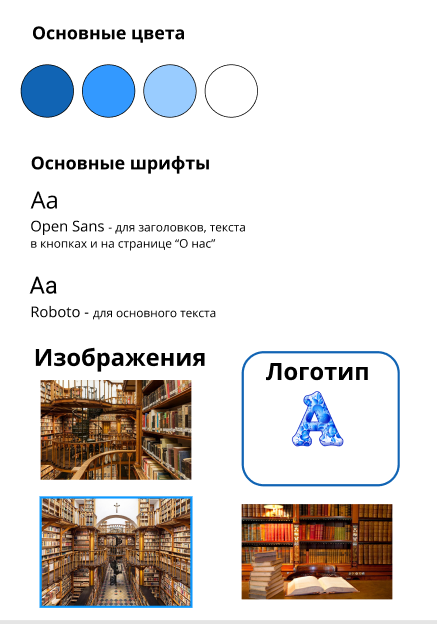 Основные цвета
Основные шрифты
Aa
Open Sans - для заголовков, текста
в кнопках и на странице “О нас”
Aa
Roboto - для основного текста
Изображения
Логотип
A